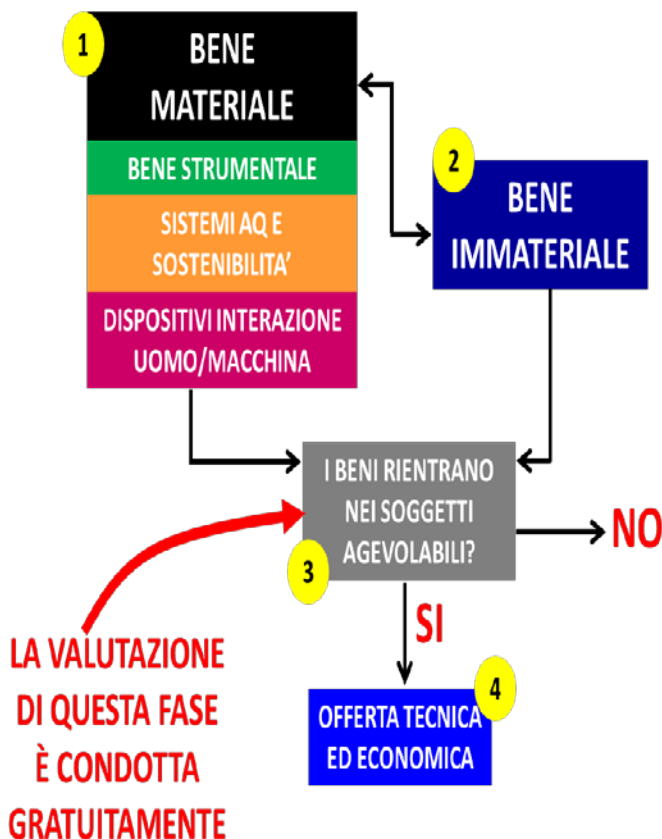 1
BENE
MATERIALE
BENE STRUMENTALE
SISTEMI AQ E
SOSTENIBILITA'
DISPOSITIVI INTERAZIONE
UOMO/MACCHINA
2
BENE
IMMATERIALE
I BENI RIENTRANO
NEI SOGGETTI
AGEVOLABILI?
3
NO
SI
LA VALUTAZIONE
DI QUESTA FASE
È CONDOTTA
GRATUITAMENTE
4
OFFERTA TECNICA
ED ECONOMICA